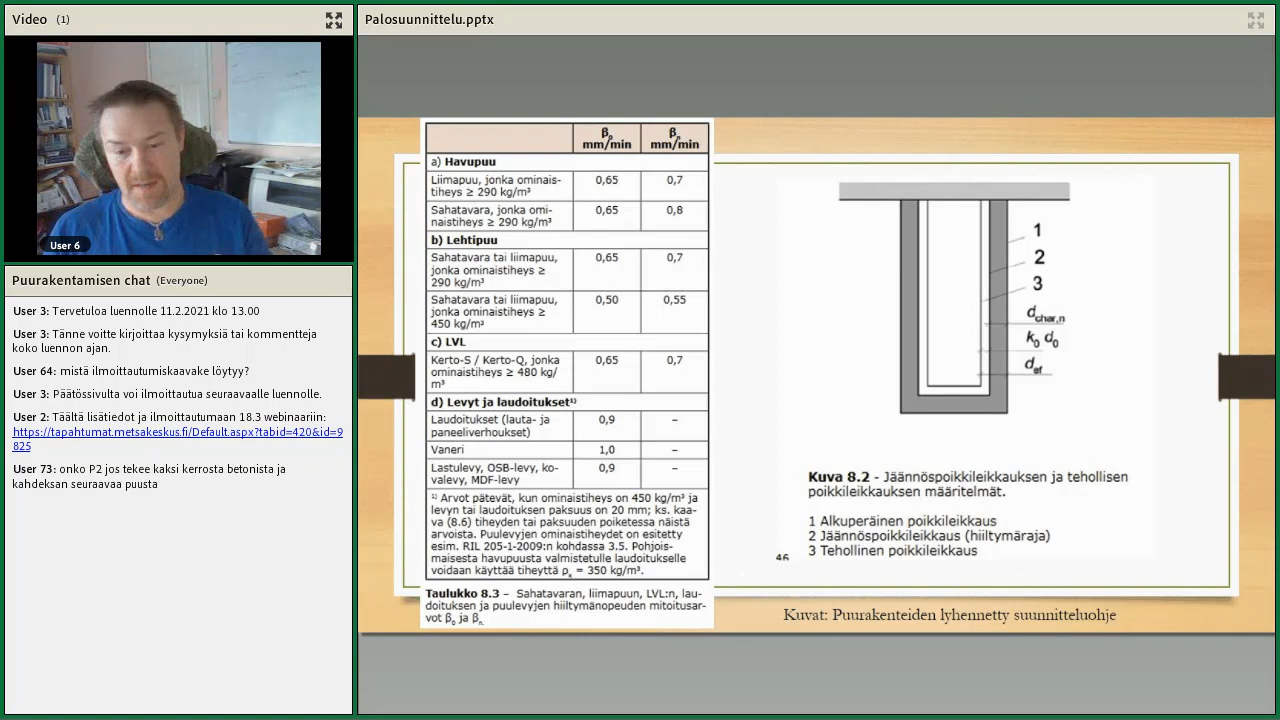 Video (1)
User 6
Puurakentamisen chat (Everyone)
User 3: Tervetuloa luennolle 11.2.2021 klo 13.00
User 3: Tänne voitte kirjoittaa kysymyksiä tai kommentteja
koko luennon ajan.
User 64: mistä ilmoittautumiskaavake löytyy?
User 3: Päätössivulta voi ilmoittautua seuraavaalle luennolle.
User 2: Täältä lisätiedot ja ilmoittautumaan 18.3 webinaariin:
https://tapahtumat.metsakeskus.fi/Default.aspx?tabid=420&id=9
825
User 73: onko P2 jos tekee kaksi kerrosta betonista ja
kahdeksan seuraavaa puusta
Palosuunnittelu.pptx
β₀ βₙ
mm/min mm/min
a) Havupuu
Liimapuu, jonka ominais-
tiheys ≥ 290 kg/m³ 0,65 0,7
Sahatavara, jonka omi-
naistiheys ≥ 290 kg/m³ 0,65 0,8
b) Lehtipuu
Sahatavara tai liimapuu,
jonka ominaistiheys ≥
290 kg/m³ 0,65 0,7
Sahatavara tai liimapuu,
jonka ominaistiheys ≥
450 kg/m³ 0,50 0,55
c) LVL
Kerto-S / Kerto-Q, jonka
ominaistiheys ≥ 480 kg/
m³ 0,65 0,7
d) Levyt ja laudoitukset¹⁾
Laudoitukset (lauta- ja
paneeliverhoukset) 0,9 –
Vaneri 1,0 –
Lastulevy, OSB-levy, ko-
valevy, MDF-levy 0,9 –
¹⁾ Arvot pätevät, kun ominaistiheys on 450 kg/m³ ja
levyn tai laudoituksen paksuus on 20 mm; ks. kaa-
va (8.6) tiheyden tai paksuuden poiketessa näistä
arvoista. Puulevyjen ominaistiheydet on esitetty
esim. RIL 205-1-2009:n kohdassa 3.5. Pohjois-
maisesta havupuusta valmistetulle laudoitukselle
voidaan käyttää tiheyttä ρₖ = 350 kg/m³.
Taulukko 8.3 – Sahatavaran, liimapuun, LVL:n, lau-
doituksen ja puulevyjen hiiltymänopeuden mitoitusar-
vot β₀ ja βₙ.
1
2
3
d char,n
k₀ d₀
d ef
Kuva 8.2 - Jäännöspoikkileikkauksen ja tehollisen
poikkileikkauksen määritelmät.
1 Alkuperäinen poikkileikkaus
2 Jäännöspoikkileikkaus (hiiltymäraja)
3 Tehollinen poikkileikkaus
46
Kuvat: Puurakenteiden lyhennetty suunnitteluohje